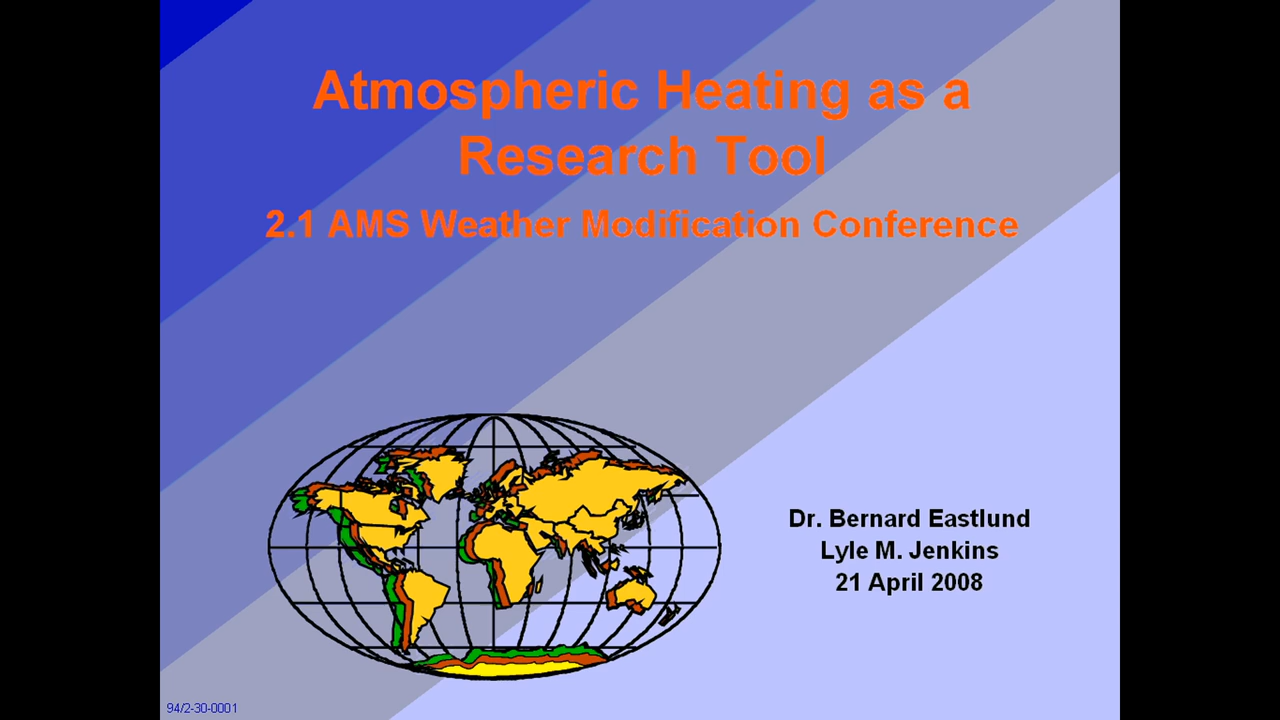 Atmospheric Heating as a
Research Tool
2.1 AMS Weather Modification Conference
Dr. Bernard Eastlund
Lyle M. Jenkins
21 April 2008
94/2-30-0001